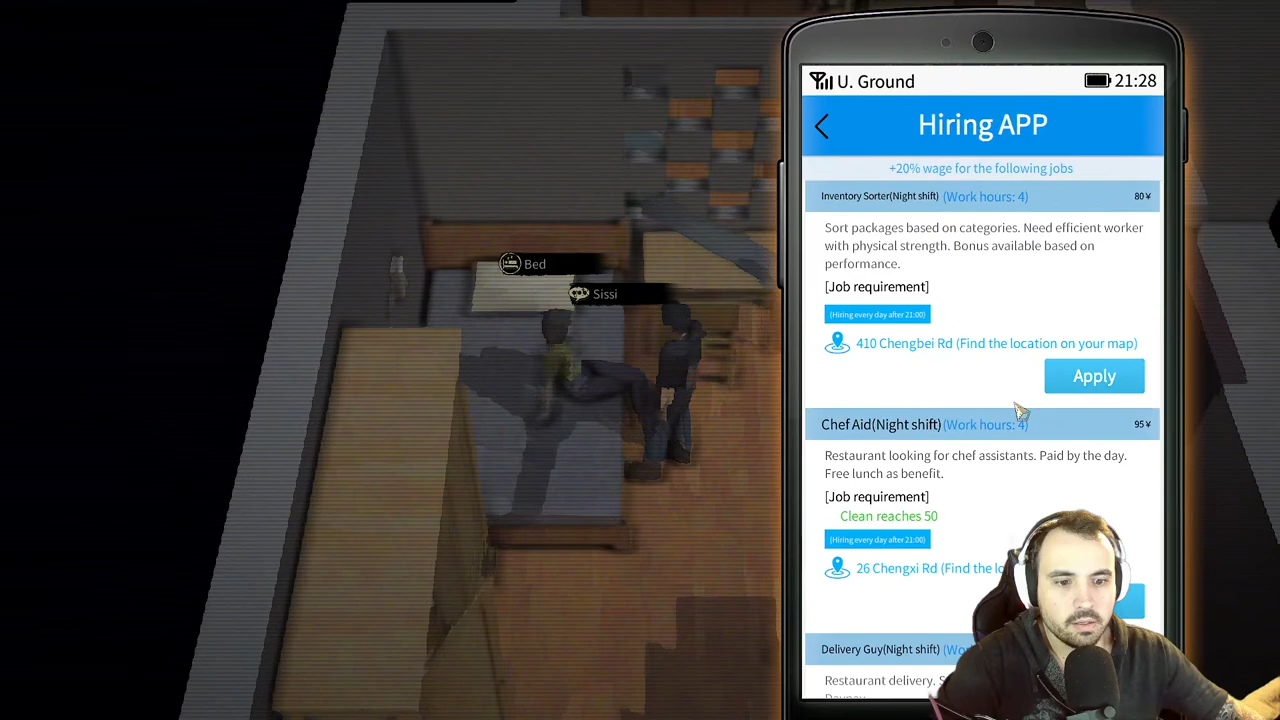 U. Ground
21:28
Hiring APP
+20% wage for the following jobs
Inventory Sorter(Night shift) (Work hours: 4) 80¥
Sort packages based on categories. Need efficient worker
with physical strength. Bonus available based on
performance.
[Job requirement]
(Hiring every day after 21:00)
410 Chengbei Rd (Find the location on your map)
Apply
Chef Aid(Night shift) (Work hours: 4) 95¥
Restaurant looking for chef assistants. Paid by the day.
Free lunch as benefit.
[Job requirement]
Clean reaches 50
(Hiring every day after 21:00)
26 Chengxi Rd (Find the
Delivery Guy(Night shift)
Restaurant delivery.
Bed
Sissi